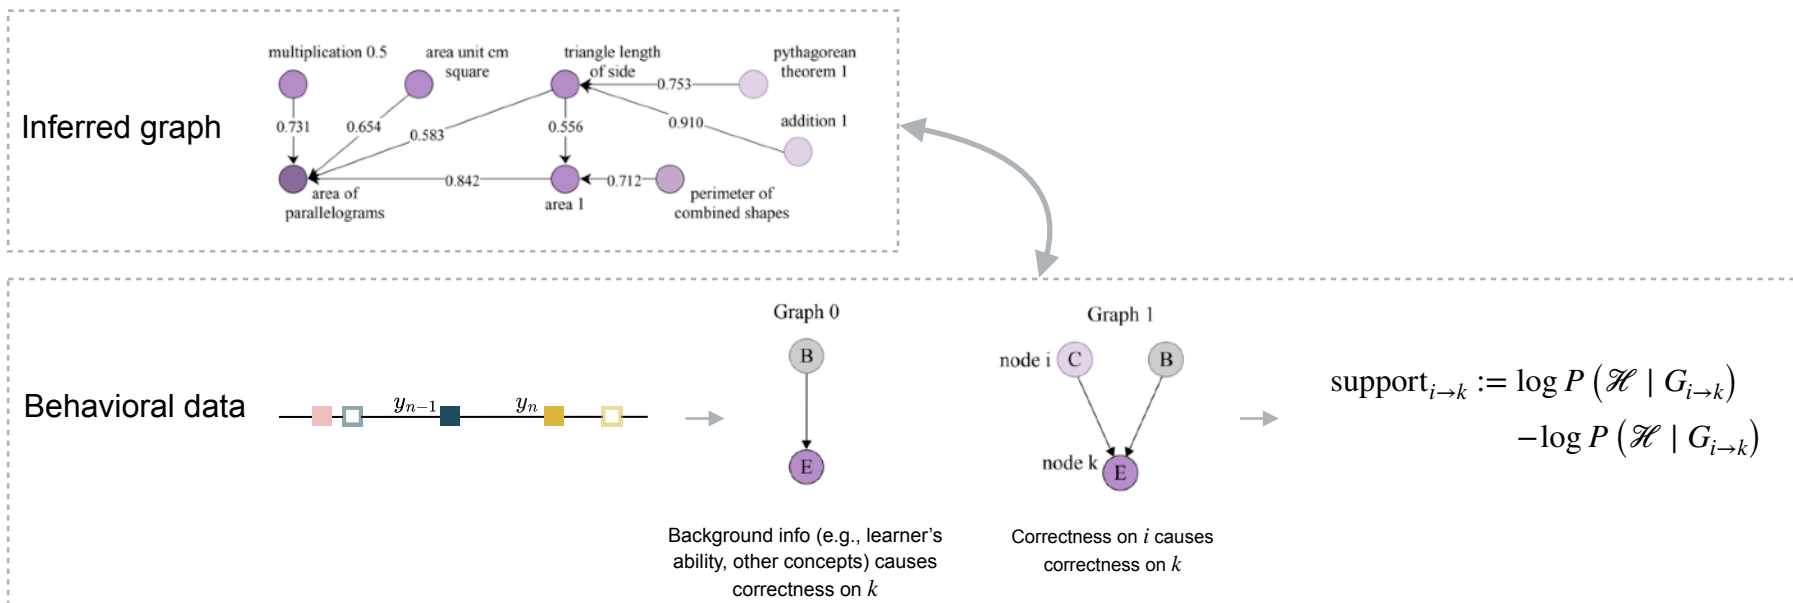 Inferred graph
multiplication 0.5
area unit cm
square
triangle length
of side
pythagorean
theorem 1
0.753
addition 1
0.731
0.654
0.583
0.556
0.910
0.842
0.712
area of
parallelograms
area 1
perimeter of
combined shapes
Behavioral data
yₙ₋₁
yₙ
Graph 0
B
E
Background info (e.g., learner’s
ability, other concepts) causes
correctness on k
Graph 1
node i
C
B
node k
E
Correctness on i causes
correctness on k
support_{i→k} := log P (ℋ | G_{i→k})
−log P (ℋ | G_{i→k})